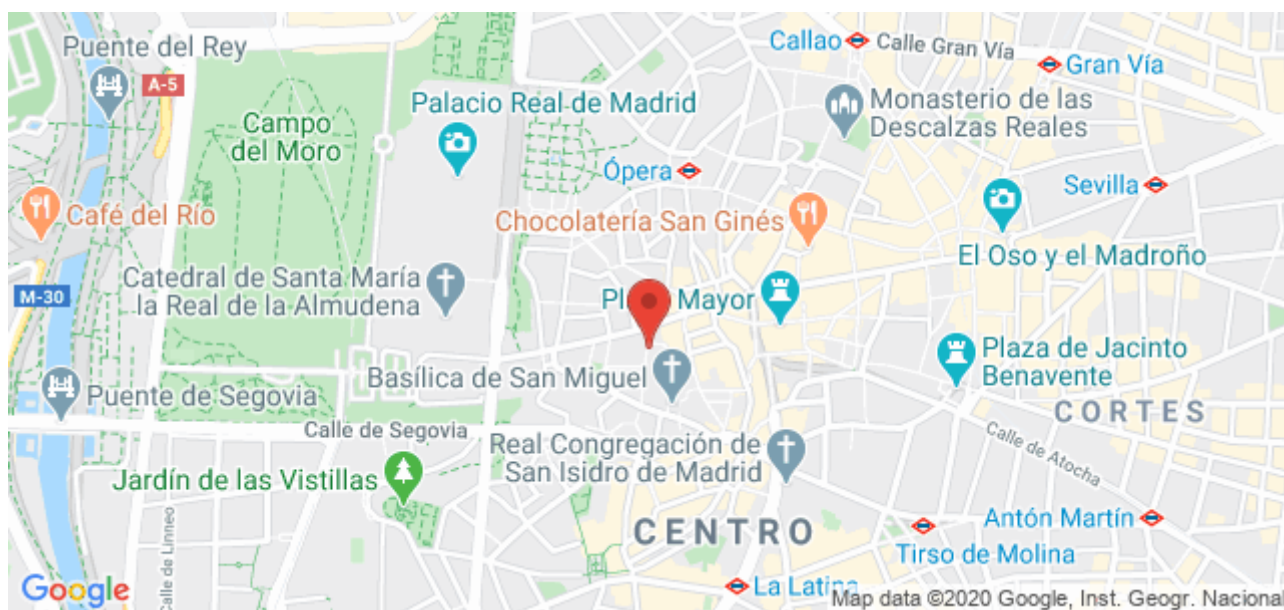 Puente del Rey
A-5
Callao
Calle Gran Vía
Gran Vía
Palacio Real de Madrid
Monasterio de las
Descalzas Reales
Campo
del Moro
Ópera
Sevilla
Café del Río
Chocolatería San Ginés
El Oso y el Madroño
Catedral de Santa María
la Real de la Almudena
M-30
Mayor
Plaza de Jacinto
Benavente
Basílica de San Miguel
Puente de Segovia
CORTES
Calle de Segovia
Real Congregación de
San Isidro de Madrid
Calle de Atocha
Jardín de las Vistillas
CENTRO
Antón Martín
Tirso de Molina
Calle de Linneo
La Latina
Google
Map data ©2020 Google, Inst. Geogr. Naciona